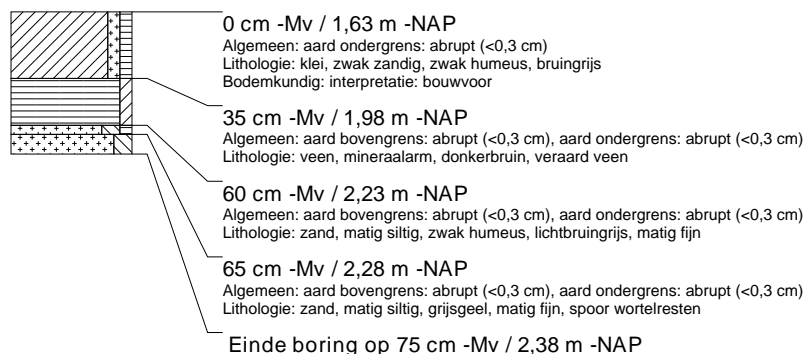 0 cm -Mv / 1,63 m -NAP
Algemeen: aard ondergrens: abrupt (<0,3 cm)
Lithologie: klei, zwak zandig, zwak humeus, bruingrijs
Bodemkundig: interpretatie: bouwvoor
35 cm -Mv / 1,98 m -NAP
Algemeen: aard bovengrens: abrupt (<0,3 cm), aard ondergrens: abrupt (<0,3 cm)
Lithologie: veen, mineraalarm, donkerbruin, veraard veen
60 cm -Mv / 2,23 m -NAP
Algemeen: aard bovengrens: abrupt (<0,3 cm), aard ondergrens: abrupt (<0,3 cm)
Lithologie: zand, matig siltig, zwak humeus, lichtbruingrijs, matig fijn
65 cm -Mv / 2,28 m -NAP
Algemeen: aard bovengrens: abrupt (<0,3 cm), aard ondergrens: abrupt (<0,3 cm)
Lithologie: zand, matig siltig, grijsgeel, matig fijn, spoor wortelresten
Einde boring op 75 cm -Mv / 2,38 m -NAP